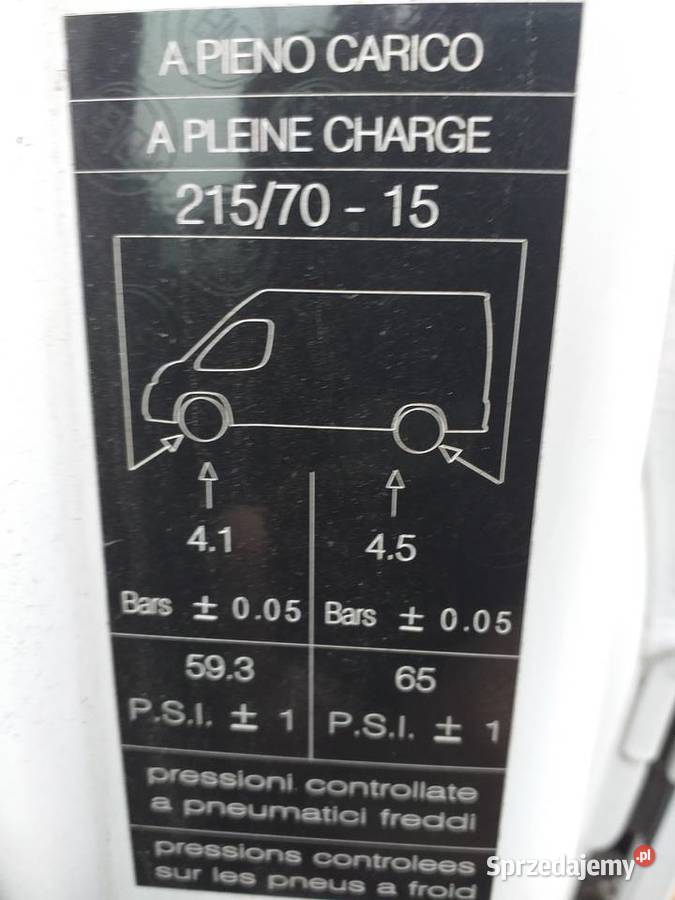 A PIENO CARICO
A PLEINE CHARGE
215/70 - 15
4.1 4.5
Bars ± 0.05 Bars ± 0.05
59.3 65
P.S.I. ± 1 P.S.I. ± 1
pressioni controllate
a pneumatici freddi
pressions controlees
sur les pneus a froid
Sprzedajemy.pl